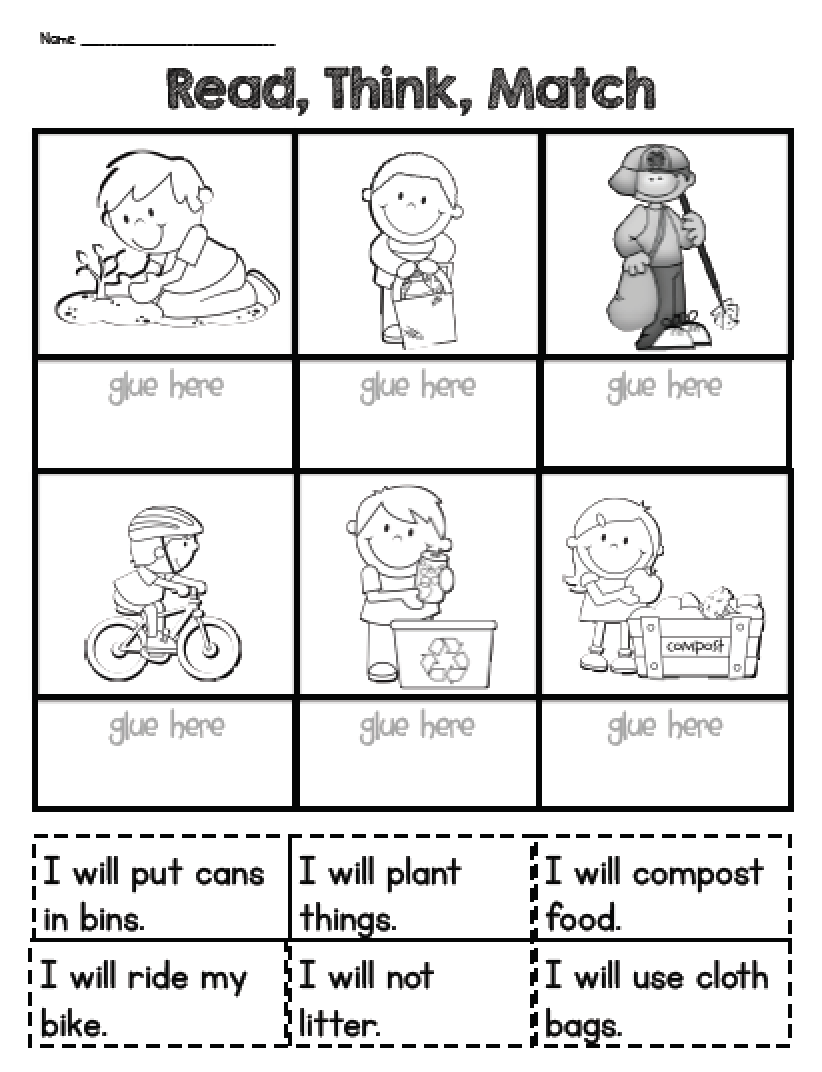 Name
Read, Think, Match
glue here
glue here
glue here
compost
glue here
glue here
glue here
I will put cans
in bins.
I will plant
things.
I will compost
food.
I will ride my
bike.
I will not
litter.
I will use cloth
bags.